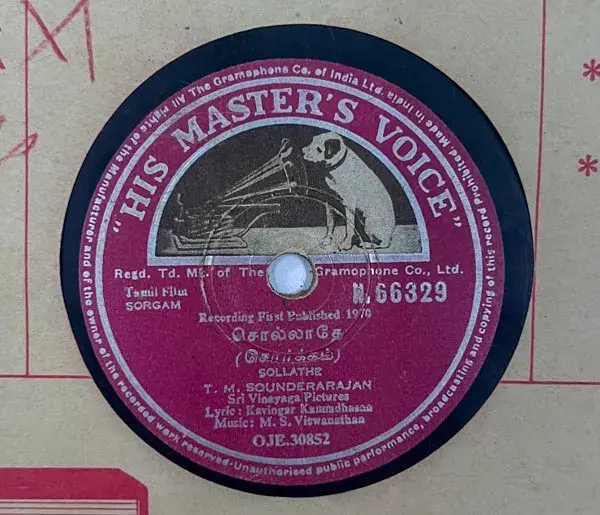 All rights of the Manufacturer and of the owner of the recorded work reserved-Unauthorised public performance, broadcasting and copying of this record Prohibited. Made in India.
The Gramophone Co. of India Ltd.
"HIS MASTER'S VOICE"
Regd. Td. Mk. of The Gramophone Co., Ltd.
Tamil Film
SORGAM
N.66329
Recording First Published 1970
சொல்லாதே
(சொர்க்கம்)
SOLLATHE
T. M. SOUNDERARAJAN
Sri Vinayaga Pictures
Lyric : Kavingar Kannadhasan
Music: M. S. Viswanathan
OJE.30852